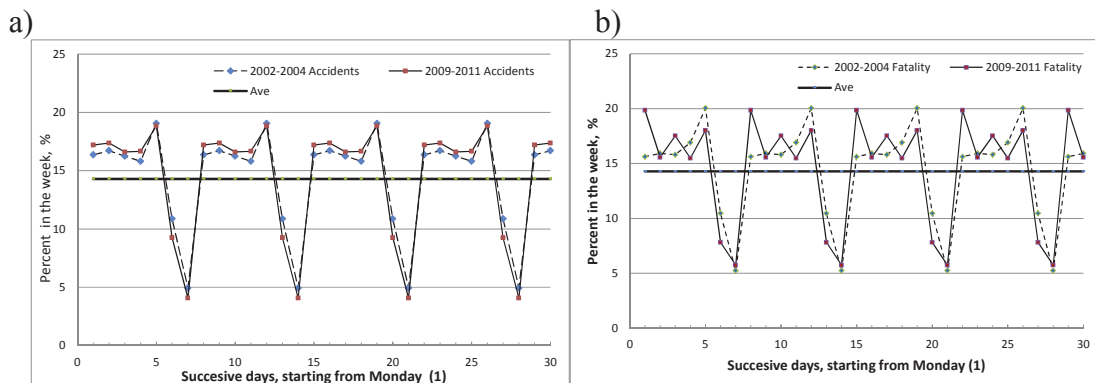 a)
25
20
15
10
5
0
Percent in the week, %
2002-2004 Accidents
2009-2011 Accidents
Ave
0 5 10 15 20 25 30
Succesive days, starting from Monday (1)
b)
25
20
15
10
5
0
Percent in the week, %
2002-2004 Fatality
2009-2011 Fatality
Ave
0 5 10 15 20 25 30
Succesive days, starting from Monday (1)